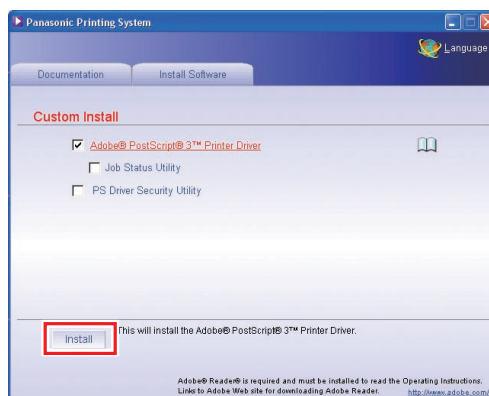 Panasonic Printing System
Language
Documentation Install Software
Custom Install
Adobe® PostScript® 3™ Printer Driver
Job Status Utility
PS Driver Security Utility
Install This will install the Adobe® PostScript® 3™ Printer Driver.
Adobe® Reader® is required and must be installed to read the Operating Instructions.
Links to Adobe Web site for downloading Adobe Reader. http://www.adobe.com/